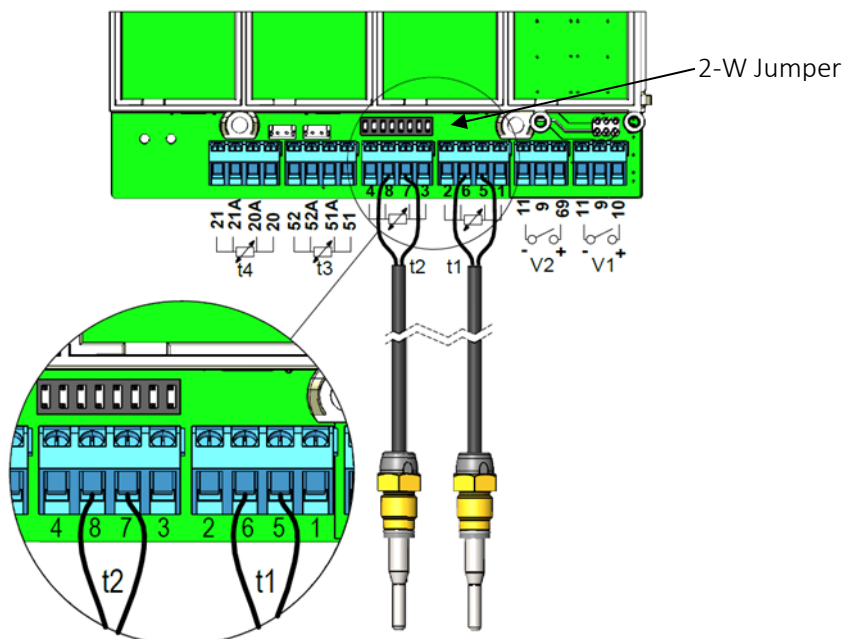 2-W Jumper
4 8 7 3 2 6 5 1
21 21A 20A 20 52 52A 51A 51 11 9 69 11 9 10
- + - +
t4 t3 t2 t1 V2 V1
4 8 7 3 2 6 5 1
t2 t1